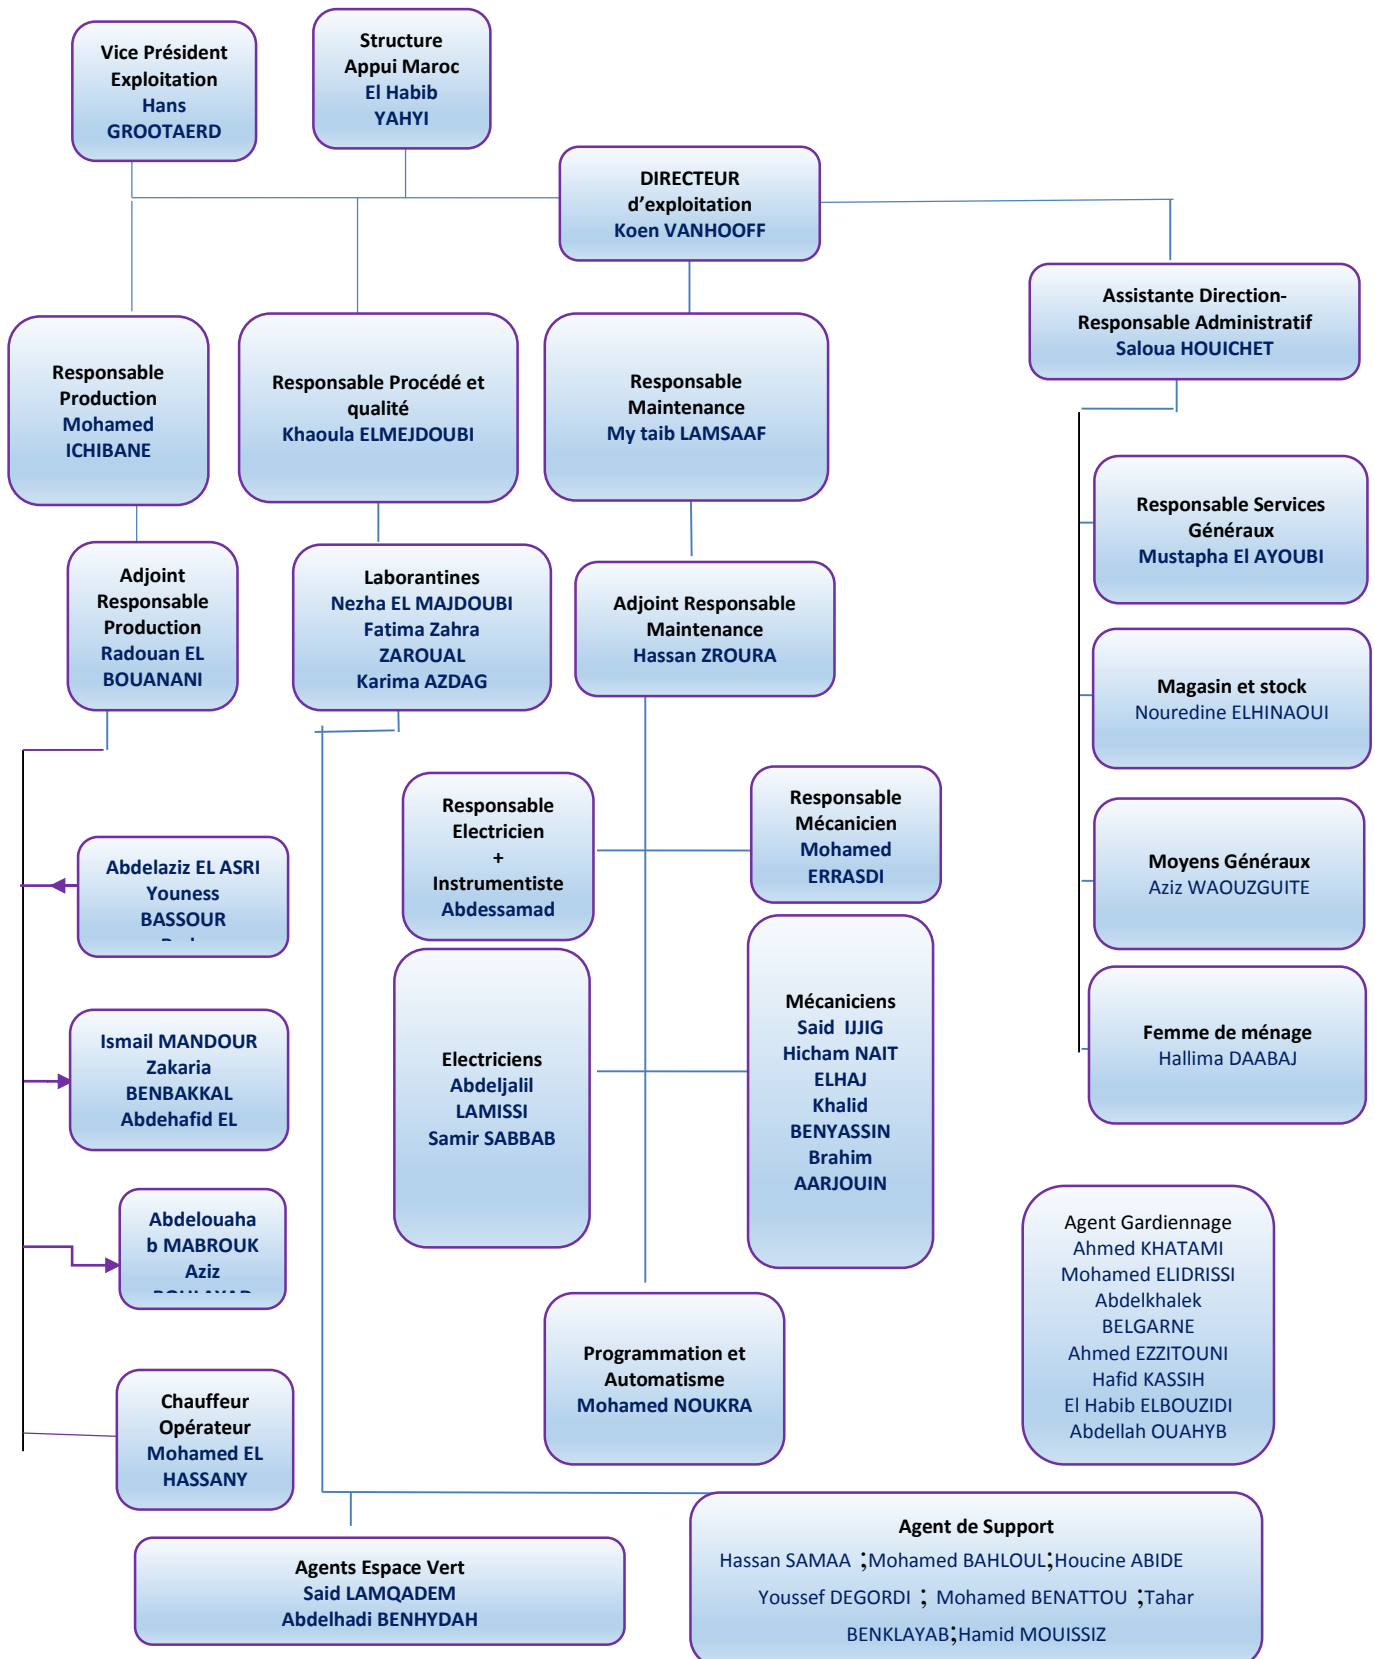 Vice Président
Exploitation
Hans
GROOTAERD
Structure
Appui Maroc
El Habib
YAHYI
DIRECTEUR
d’exploitation
Koen VANHOOFF
Assistante Direction-
Responsable Administratif
Saloua HOUICHET
Responsable
Production
Mohamed
ICHIBANE
Responsable Procédé et
qualité
Khaoula ELMEJDOUBI
Responsable
Maintenance
My taib LAMSAAF
Responsable Services
Généraux
Mustapha El AYOUBI
Adjoint
Responsable
Production
Radouan EL
BOUANANI
Laborantines
Nezha EL MAJDOUBI
Fatima Zahra
ZAROUAL
Karima AZDAG
Adjoint Responsable
Maintenance
Hassan ZROURA
Magasin et stock
Nouredine ELHINAOUI
Responsable
Electricien
+
Instrumentiste
Abdessamad
Responsable
Mécanicien
Mohamed
ERRASDI
Moyens Généraux
Aziz WAOUZGUITE
Abdelaziz EL ASRI
Youness
BASSOUR
Electriciens
Abdeljalil
LAMISSI
Samir SABBAB
Mécaniciens
Said IJJIG
Hicham NAIT
ELHAJ
Khalid
BENYASSIN
Brahim
AARJOUIN
Femme de ménage
Hallima DAABAJ
Ismail MANDOUR
Zakaria
BENBAKKAL
Abdehafid EL
Abdelouaha
b MABROUK
Aziz
Agent Gardiennage
Ahmed KHATAMI
Mohamed ELIDRISSI
Abdelkhalek
BELGARNE
Ahmed EZZITOUNI
Hafid KASSIH
El Habib ELBOUZIDI
Abdellah OUAHYB
Programmation et
Automatisme
Mohamed NOUKRA
Chauffeur
Opérateur
Mohamed EL
HASSANY
Agents Espace Vert
Said LAMQADEM
Abdelhadi BENHYDAH
Agent de Support
Hassan SAMAA ;Mohamed BAHLOUL;Houcine ABIDE
Youssef DEGORDI ; Mohamed BENATTOU ;Tahar
BENKLAYAB;Hamid MOUISSIZ